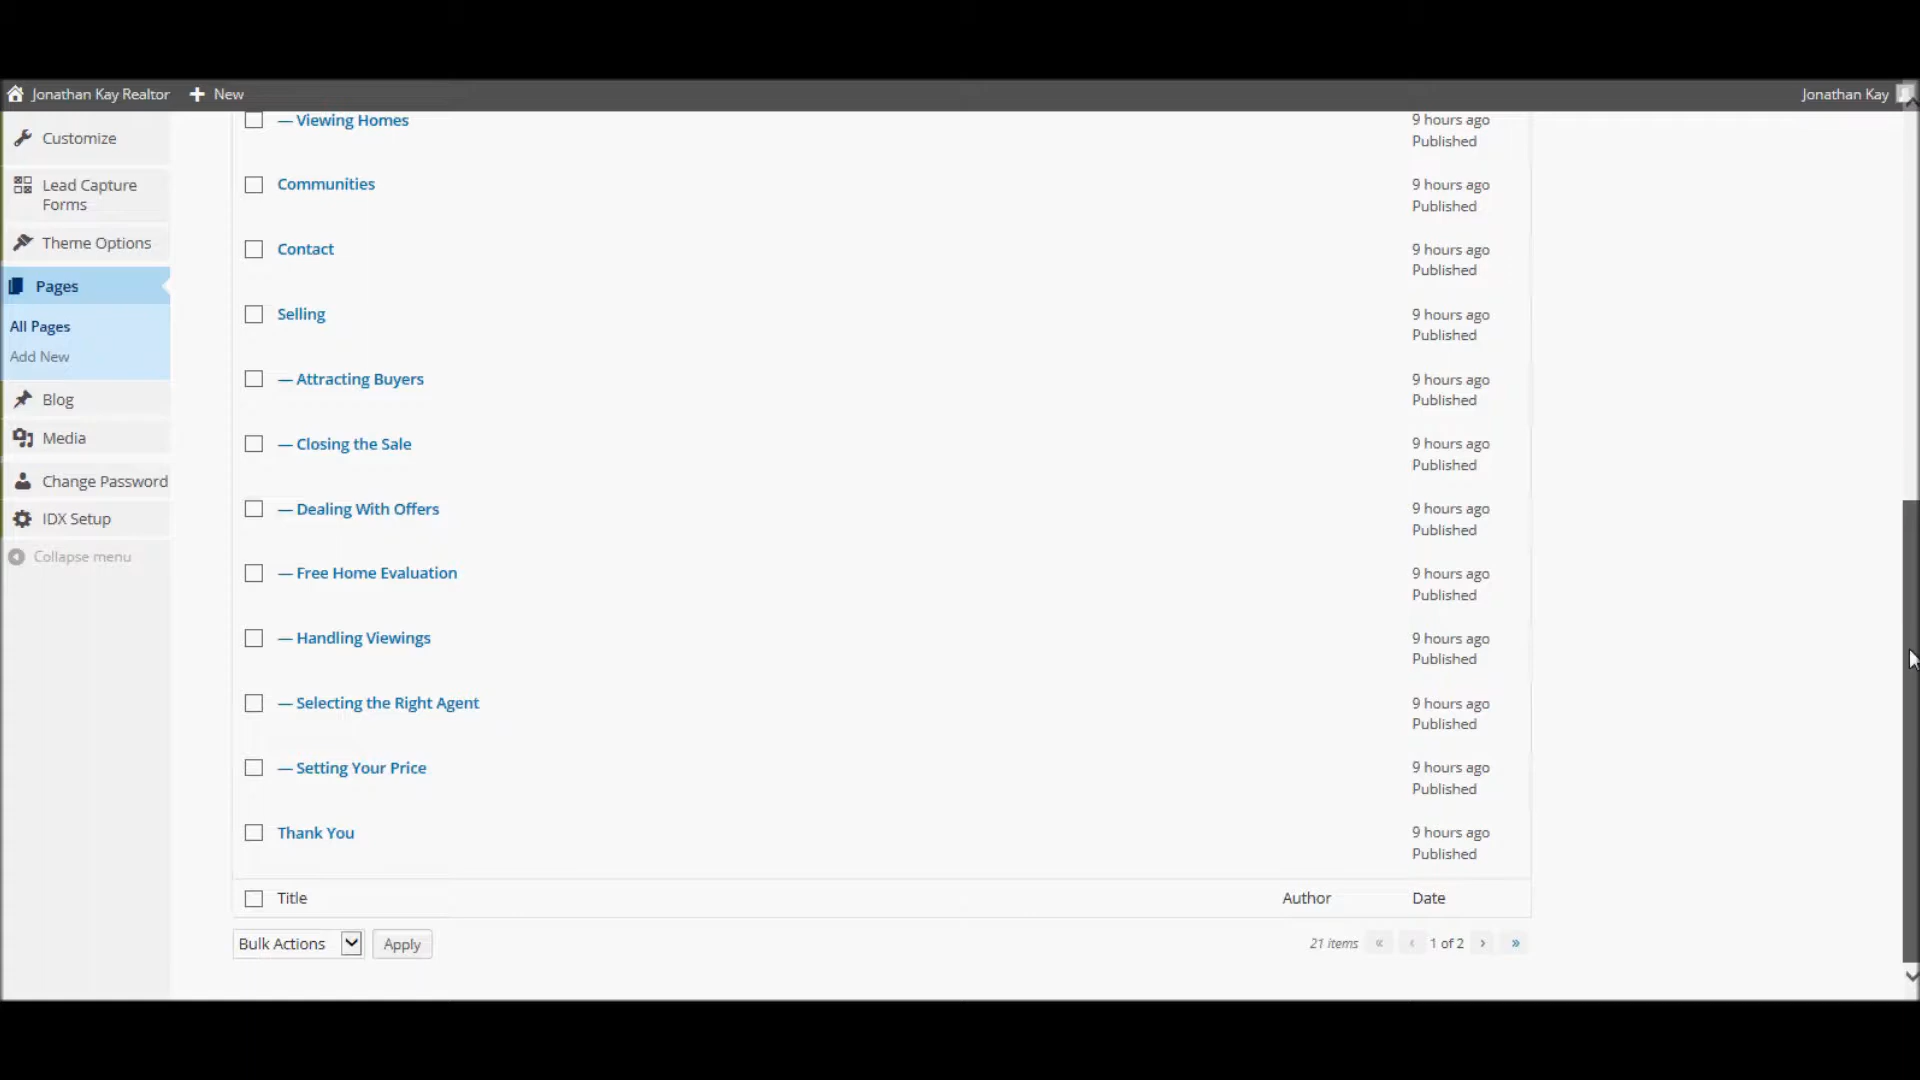 Jonathan Kay Realtor New Jonathan Kay
Customize
Lead Capture
Forms
Theme Options
Pages
All Pages
Add New
Blog
Media
Change Password
IDX Setup
Collapse menu
— Viewing Homes 9 hours ago
Published
Communities 9 hours ago
Published
Contact 9 hours ago
Published
Selling 9 hours ago
Published
— Attracting Buyers 9 hours ago
Published
— Closing the Sale 9 hours ago
Published
— Dealing With Offers 9 hours ago
Published
— Free Home Evaluation 9 hours ago
Published
— Handling Viewings 9 hours ago
Published
— Selecting the Right Agent 9 hours ago
Published
— Setting Your Price 9 hours ago
Published
Thank You 9 hours ago
Published
Title Author Date
Bulk Actions Apply 21 items « ‹ 1 of 2 › »